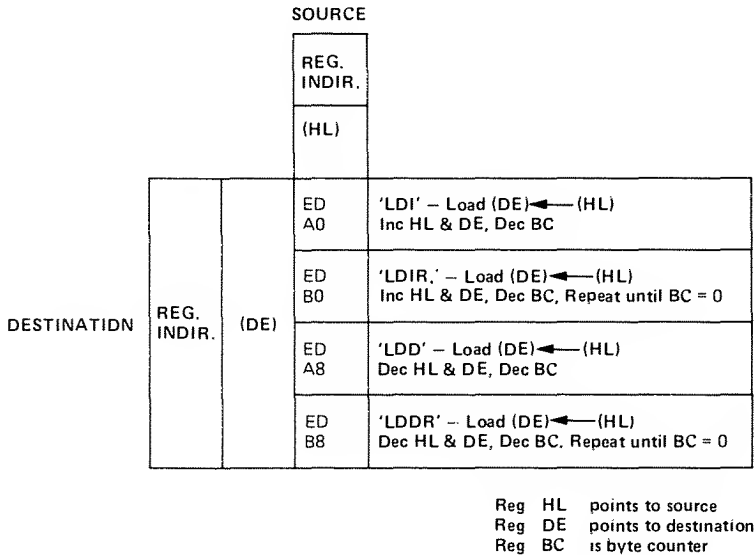 SOURCE
REG.
INDIR.
(HL)
ED
A0
'LDI' – Load (DE)◄—(HL)
Inc HL & DE, Dec BC
ED
B0
'LDIR,' – Load (DE)◄—(HL)
Inc HL & DE, Dec BC, Repeat until BC = 0
DESTINATIDN
REG.
INDIR.
(DE)
ED
A8
'LDD' – Load (DE)◄—(HL)
Dec HL & DE, Dec BC
ED
B8
'LDDR' – Load (DE)◄—(HL)
Dec HL & DE, Dec BC. Repeat until BC = 0
Reg HL points to source
Reg DE points to destination
Reg BC is byte counter